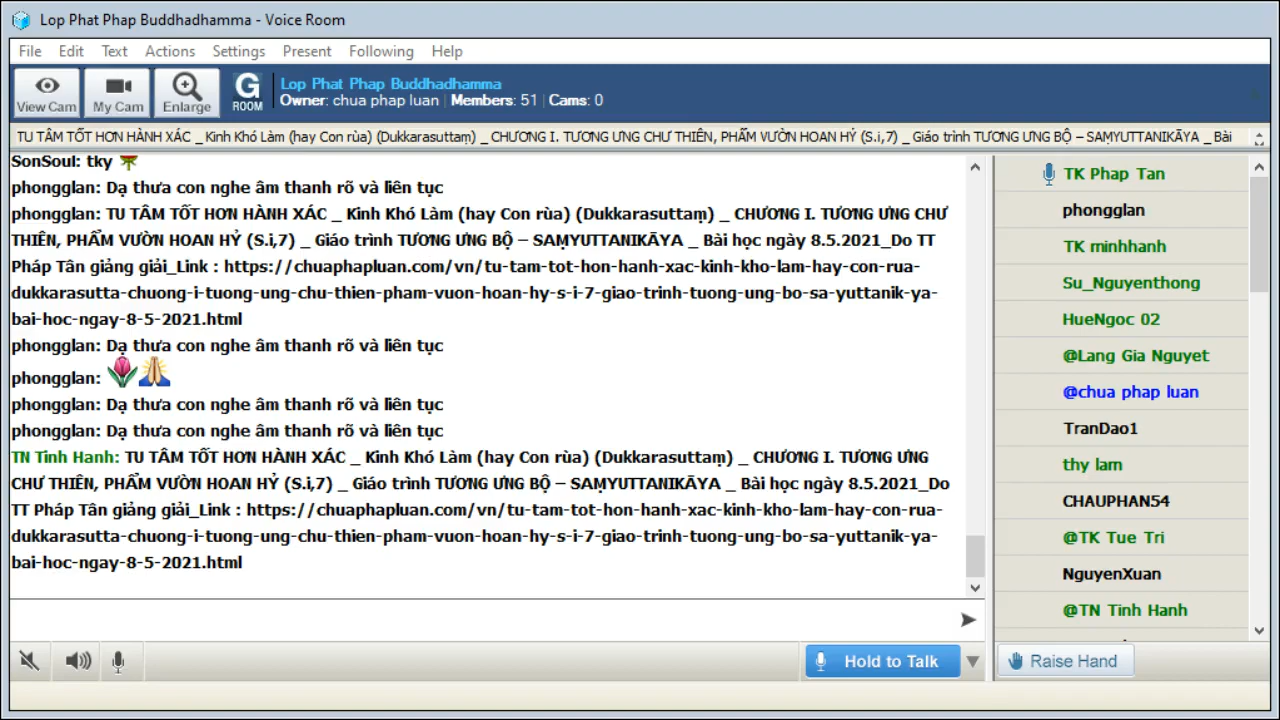 Lop Phat Phap Buddhadhamma - Voice Room
File Edit Text Actions Settings Present Following Help
View Cam My Cam Enlarge G ROOM
Lop Phat Phap Buddhadhamma
Owner: chua phap luan | Members: 51 | Cams: 0
TU TÂM TỐT HƠN HÀNH XÁC _ Kinh Khó Làm (hay Con rùa) (Dukkarasuttaṃ) _ CHƯƠNG I. TƯƠNG ƯNG CHƯ THIÊN, PHẨM VƯỜN HOAN HỶ (S.i,7) _ Giáo trình TƯƠNG ƯNG BỘ – SAṂYUTTANIKĀYA _ Bài
SonSoul: tky
phongglan: Dạ thưa con nghe âm thanh rõ và liên tục
phongglan: TU TÂM TỐT HƠN HÀNH XÁC _ Kinh Khó Làm (hay Con rùa) (Dukkarasuttaṃ) _ CHƯƠNG I. TƯƠNG ƯNG CHƯ
THIÊN, PHẨM VƯỜN HOAN HỶ (S.i,7) _ Giáo trình TƯƠNG ƯNG BỘ – SAṂYUTTANIKĀYA _ Bài học ngày 8.5.2021_Do TT
Pháp Tân giảng giải_Link : https://chuaphapluan.com/vn/tu-tam-tot-hon-hanh-xac-kinh-kho-lam-hay-con-rua-
dukkarasutta-chuong-i-tuong-ung-chu-thien-pham-vuon-hoan-hy-s-i-7-giao-trinh-tuong-ung-bo-sa-yuttanik-ya-
bai-hoc-ngay-8-5-2021.html
phongglan: Dạ thưa con nghe âm thanh rõ và liên tục
phongglan:
phongglan: Dạ thưa con nghe âm thanh rõ và liên tục
phongglan: Dạ thưa con nghe âm thanh rõ và liên tục
TN Tinh Hanh: TU TÂM TỐT HƠN HÀNH XÁC _ Kinh Khó Làm (hay Con rùa) (Dukkarasuttaṃ) _ CHƯƠNG I. TƯƠNG ƯNG
CHƯ THIÊN, PHẨM VƯỜN HOAN HỶ (S.i,7) _ Giáo trình TƯƠNG ƯNG BỘ – SAṂYUTTANIKĀYA _ Bài học ngày 8.5.2021_Do
TT Pháp Tân giảng giải_Link : https://chuaphapluan.com/vn/tu-tam-tot-hon-hanh-xac-kinh-kho-lam-hay-con-rua-
dukkarasutta-chuong-i-tuong-ung-chu-thien-pham-vuon-hoan-hy-s-i-7-giao-trinh-tuong-ung-bo-sa-yuttanik-ya-
bai-hoc-ngay-8-5-2021.html
TK Phap Tan
phongglan
TK minhhanh
Su_Nguyenthong
HueNgoc 02
@Lang Gia Nguyet
@chua phap luan
TranDao1
thy lam
CHAUPHAN54
@TK Tue Tri
NguyenXuan
@TN Tinh Hanh
Hold to Talk
Raise Hand